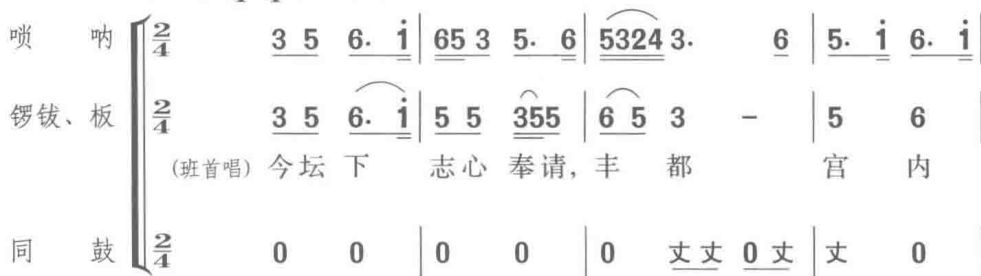 唢 呐 2/4 3 5 6. i̇ | 65 3 5. 6 | 5324 3. 6 | 5. i̇ 6. i̇ |
锣钹、板 2/4 3 5 6. i̇ | 5 5 355 | 6 5 3 – | 5 6
(班首唱) 今坛 下 志心 奉请, 丰 都 宫 内
同 鼓 2/4 0 0 | 0 0 | 0 丈丈 0 丈 | 丈 0